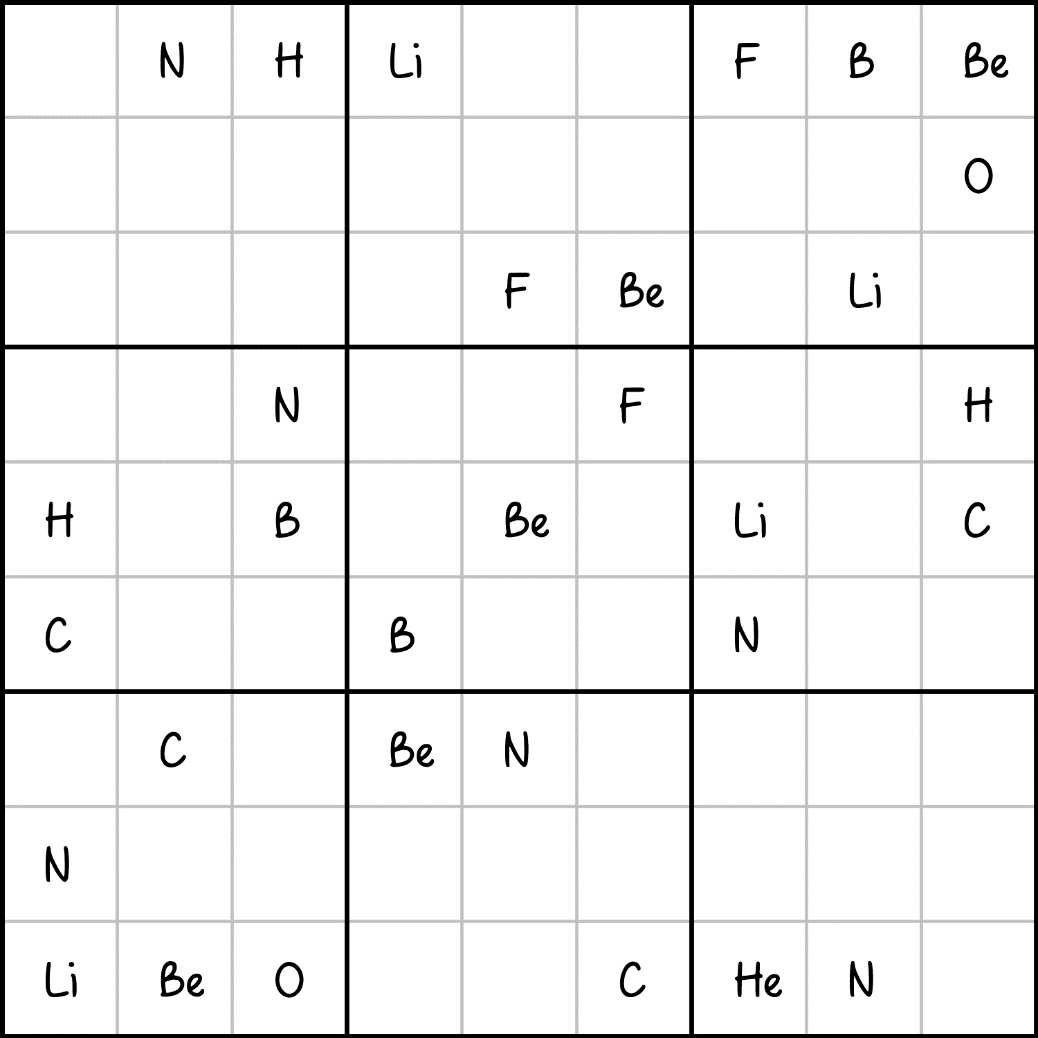 N H Li F B Be
O
F Be Li
N F H
H B Be Li C
C B N
C Be N
N
Li Be O C He N